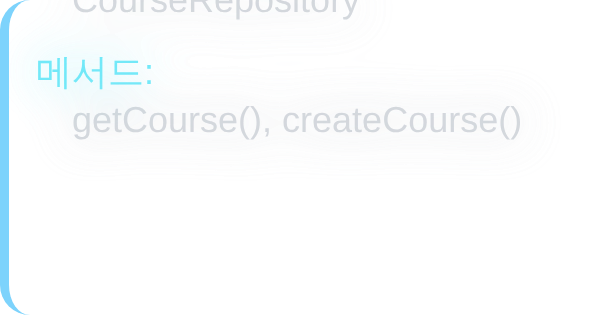 CourseRepository
메서드:
getCourse(), createCourse()